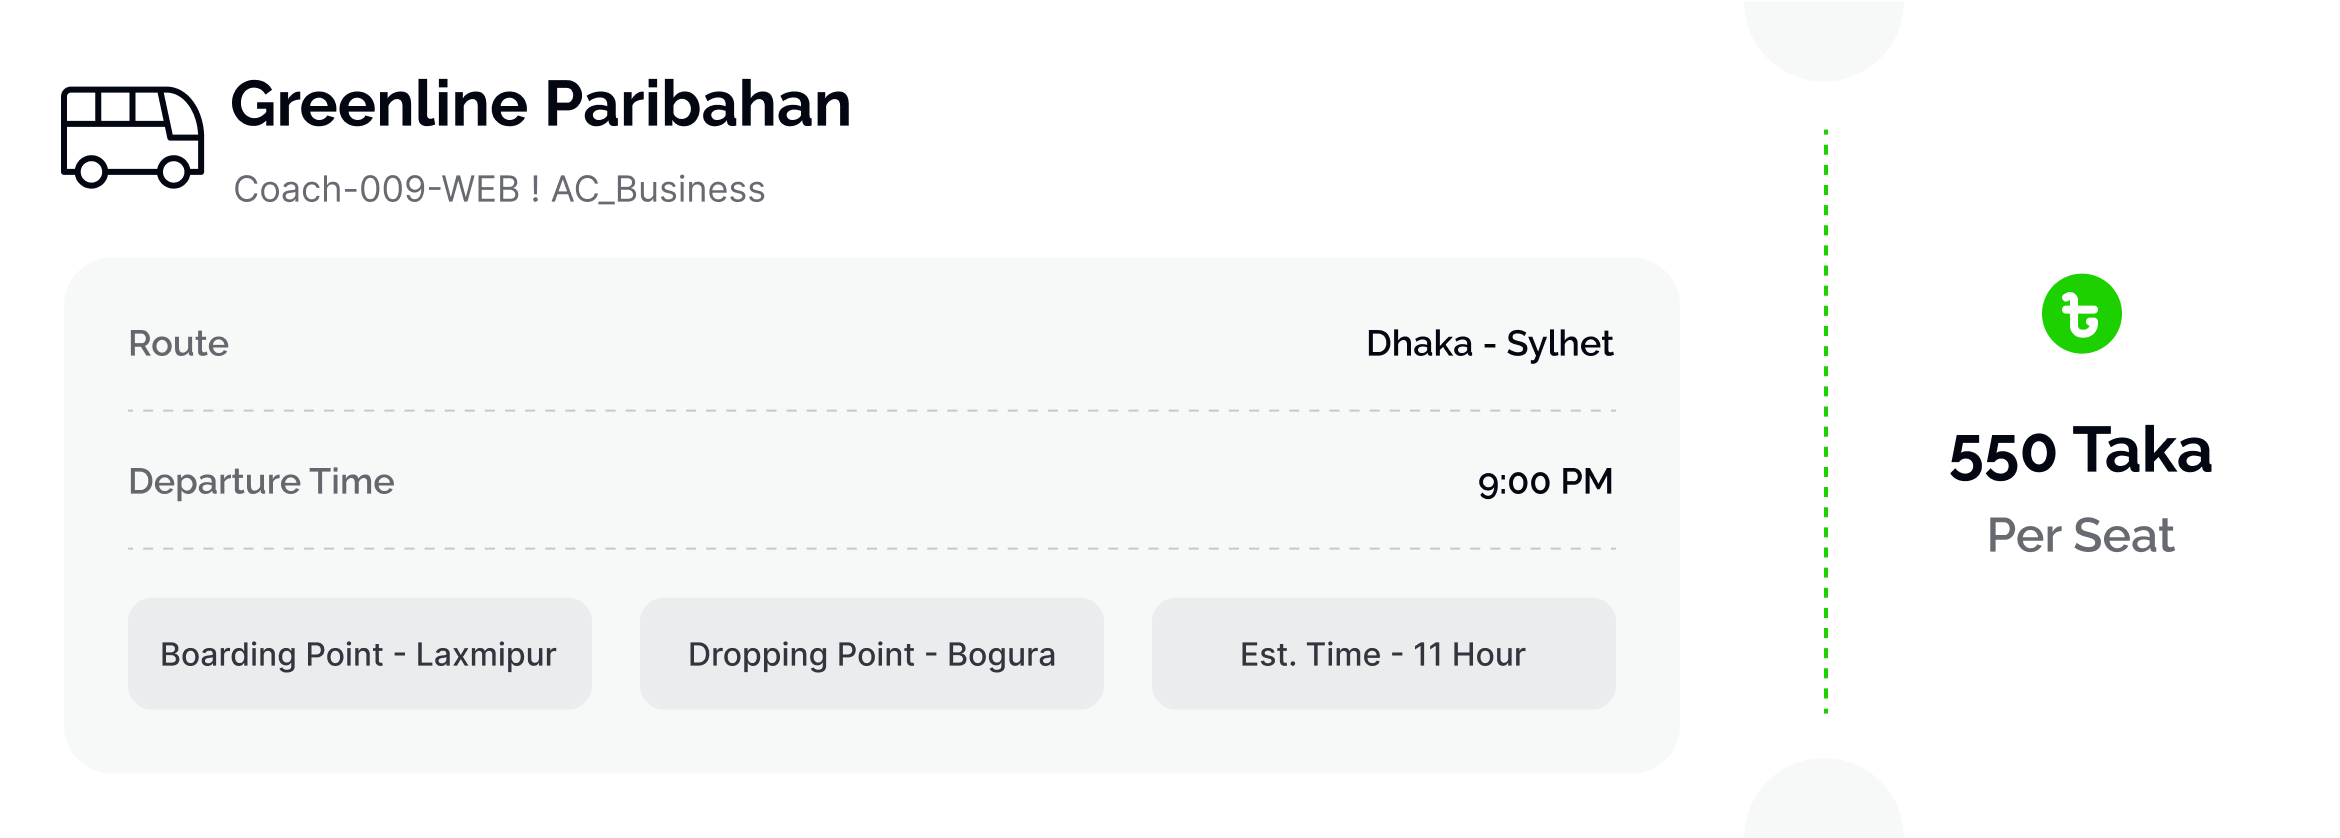 Greenline Paribahan
Coach-009-WEB ! AC_Business
Route
Dhaka - Sylhet
Departure Time
9:00 PM
Boarding Point - Laxmipur
Dropping Point - Bogura
Est. Time - 11 Hour
৳
550 Taka
Per Seat